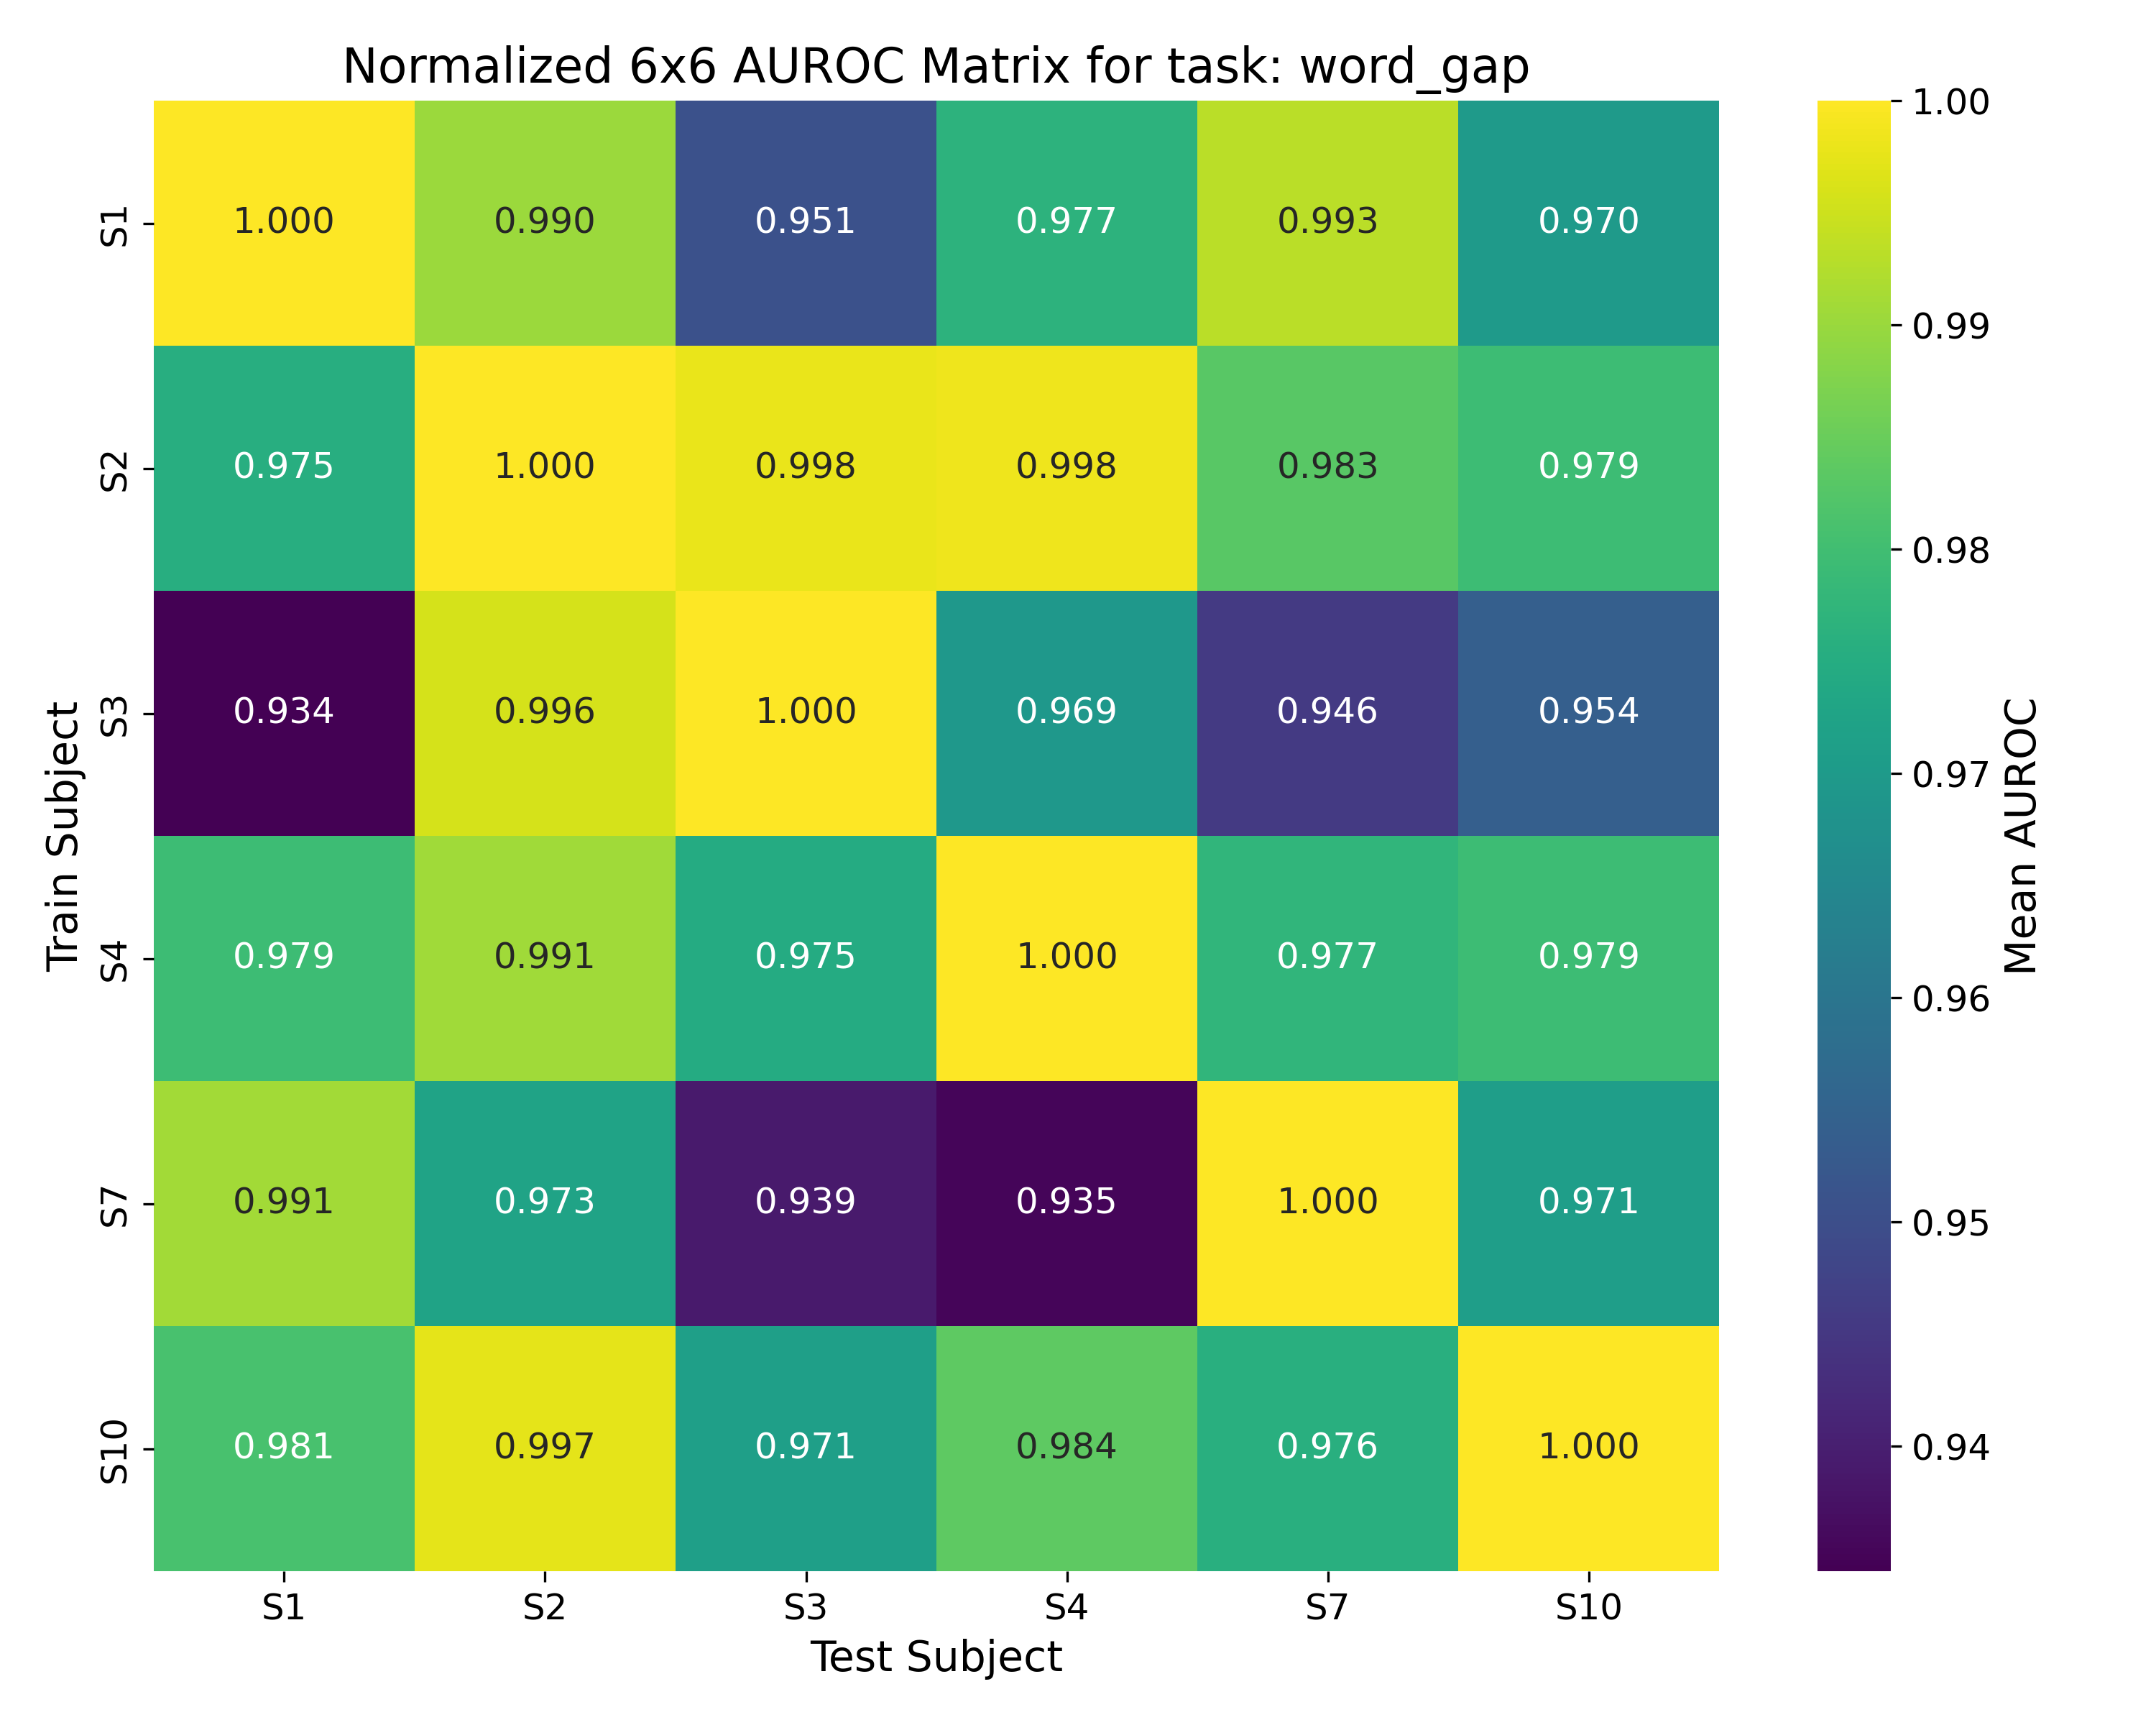 Normalized 6x6 AUROC Matrix for task: word_gap
S1 1.000 0.990 0.951 0.977 0.993 0.970
S2 0.975 1.000 0.998 0.998 0.983 0.979
S3 0.934 0.996 1.000 0.969 0.946 0.954
S4 0.979 0.991 0.975 1.000 0.977 0.979
S7 0.991 0.973 0.939 0.935 1.000 0.971
S10 0.981 0.997 0.971 0.984 0.976 1.000
S1 S2 S3 S4 S7 S10
Test Subject
Train Subject
1.00
0.99
0.98
0.97
0.96
0.95
0.94
Mean AUROC